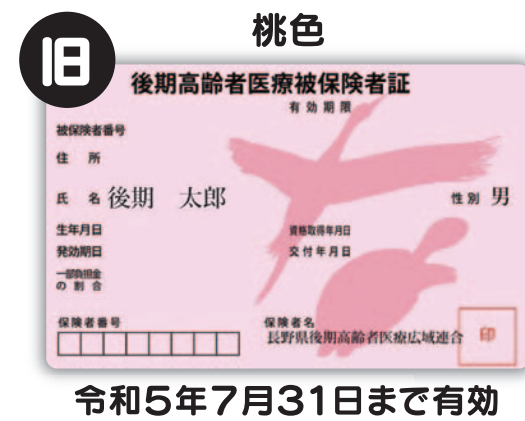 旧
桃色
後期高齢者医療被保険者証
有効期限
被保険者番号
住所
氏名 後期 太郎 性別 男
生年月日 資格取得年月日
発効期日 交付年月日
一部負担金
の割合
保険者番号 保険者名
長野県後期高齢者医療広域連合 印
令和5年7月31日まで有効